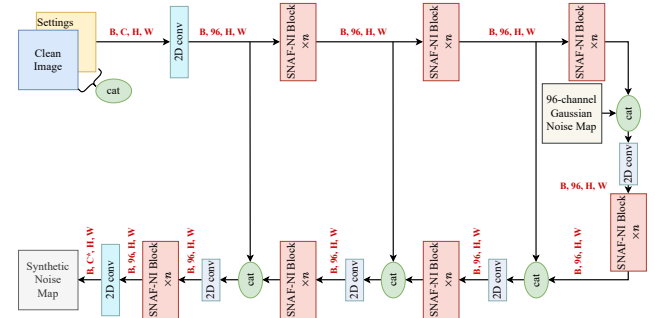 Settings
Clean
Image
cat
B, C, H, W
2D conv
B, 96, H, W
SNAF-NI Block
×n
B, 96, H, W
SNAF-NI Block
×n
B, 96, H, W
SNAF-NI Block
×n
96-channel
Gaussian
Noise Map
cat
2D conv
B, 96, H, W
SNAF-NI Block
×n
B, 96, H, W
cat
2D conv
B, 96, H, W
SNAF-NI Block
×n
cat
2D conv
B, 96, H, W
SNAF-NI Block
×n
cat
2D conv
B, 96, H, W
SNAF-NI Block
×n
B, 96, H, W
2D conv
B, C*, H, W
Synthetic
Noise
Map